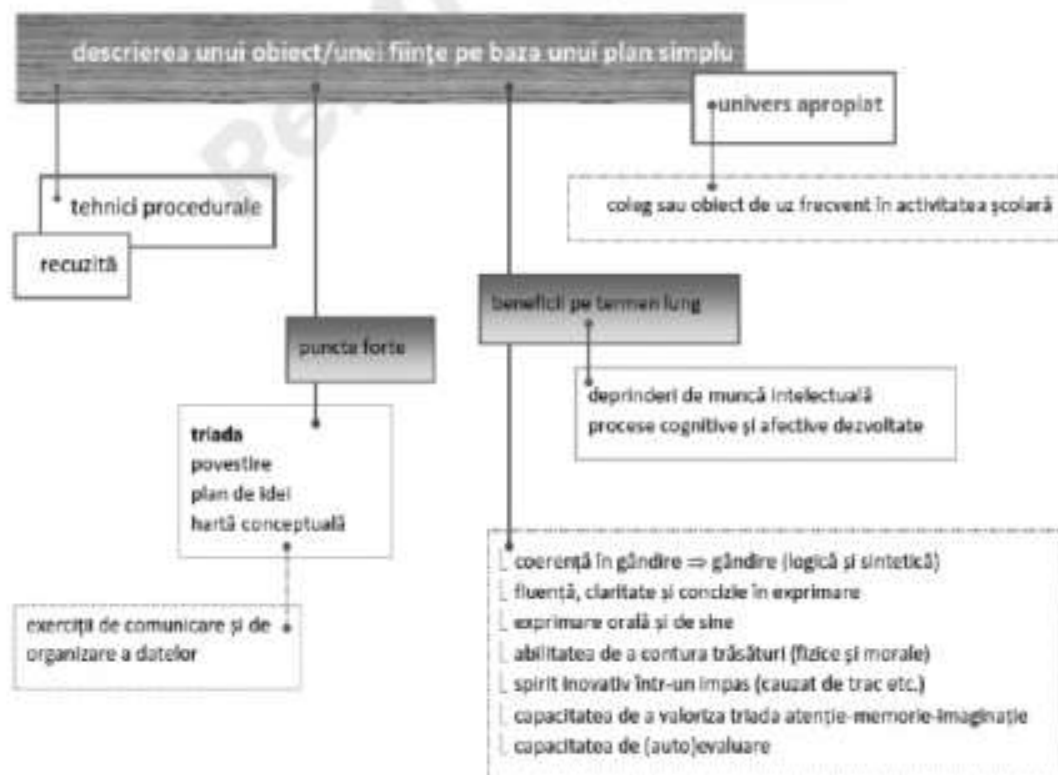 descrierea unui obiect/unei ființe pe baza unui plan simplu
univers apropiat
coleg sau obiect de uz frecvent în activitatea școlară
tehnici procedurale
recuzită
beneficii pe termen lung
puncte forte
deprinderi de muncă intelectuală
procese cognitive și afective dezvoltate
triada
povestire
plan de idei
hartă conceptuală
exerciții de comunicare și de
organizare a datelor
coerență în gândire ⇒ gândire (logică și sintetică)
fluență, claritate și concizie în exprimare
exprimare orală și de sine
abilitatea de a contura trăsături (fizice și morale)
spirit inovativ într-un impas (cauzat de trac etc.)
capacitatea de a valoriza triada atenție-memorie-imaginație
capacitatea de (auto)evaluare